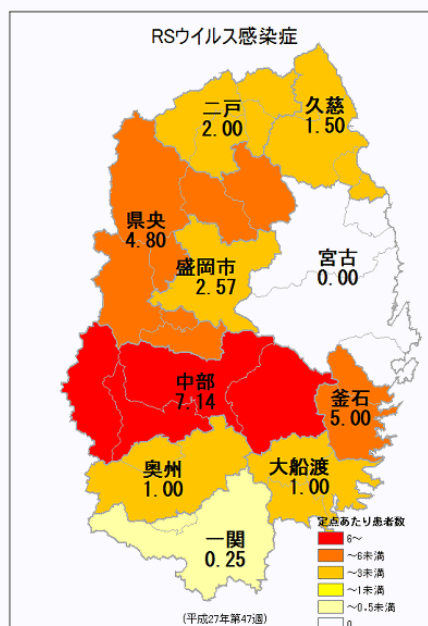 RSウイルス感染症
二戸
2.00
久慈
1.50
県央
4.80
盛岡市
2.57
宮古
0.00
中部
7.14
釜石
5.00
奥州
1.00
大船渡
1.00
一関
0.25
定点あたり患者数
6～
～6未満
～3未満
～1未満
～0.5未満
0
(平成27年第47週)